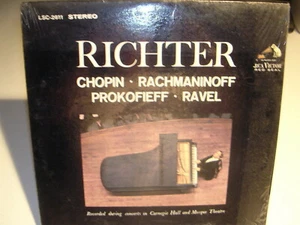 LSC-2611 STEREO
RCA VICTOR
RED SEAL
RICHTER
CHOPIN · RACHMANINOFF
PROKOFIEFF · RAVEL
Recorded during concerts in Carnegie Hall and Mosque Theatre